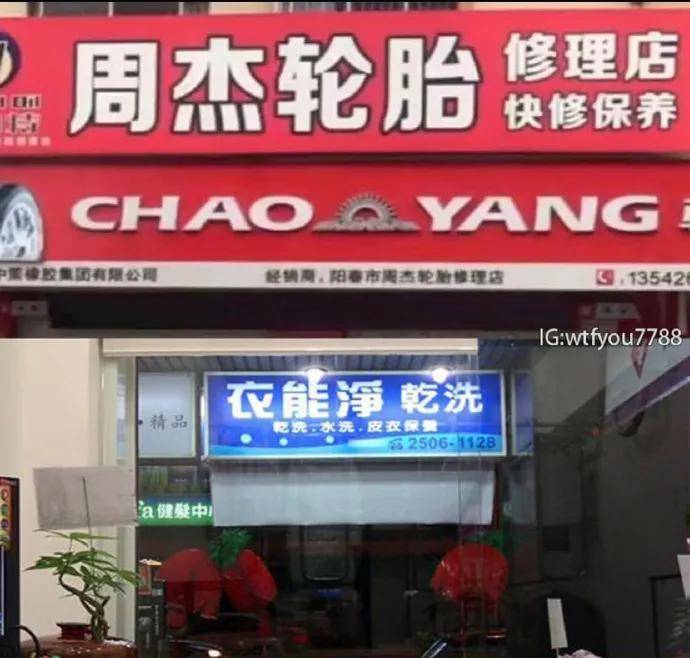 周杰轮胎 修理店
快修保养
CHAO YANG
中策橡胶集团有限公司 经销商：阳春市周杰轮胎修理店 :13542
IG:wtfyou7788
衣能淨 乾洗
乾洗.水洗.皮衣保養
2506-1128
精品
a健髮中心